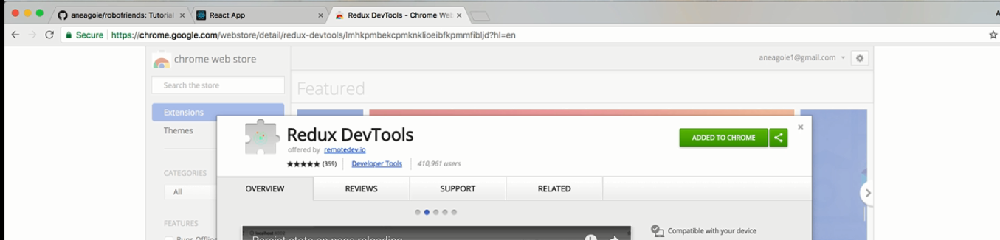 aneagoie/robofriends: Tutorial
React App
Redux DevTools - Chrome Web
A
Secure | https://chrome.google.com/webstore/detail/redux-devtools/lmhkpmbekcpmknklioeibfkpmmfibljd?hl=en
chrome web store
aneagoie1@gmail.com
Search the store
Featured
Extensions
Themes
Redux DevTools
ADDED TO CHROME
offered by remotedev.io
(359)
Developer Tools
410,961 users
CATEGORIES
All
OVERVIEW
REVIEWS
SUPPORT
RELATED
FEATURES
Runs Offline
Persist state on page reloading
Compatible with your device